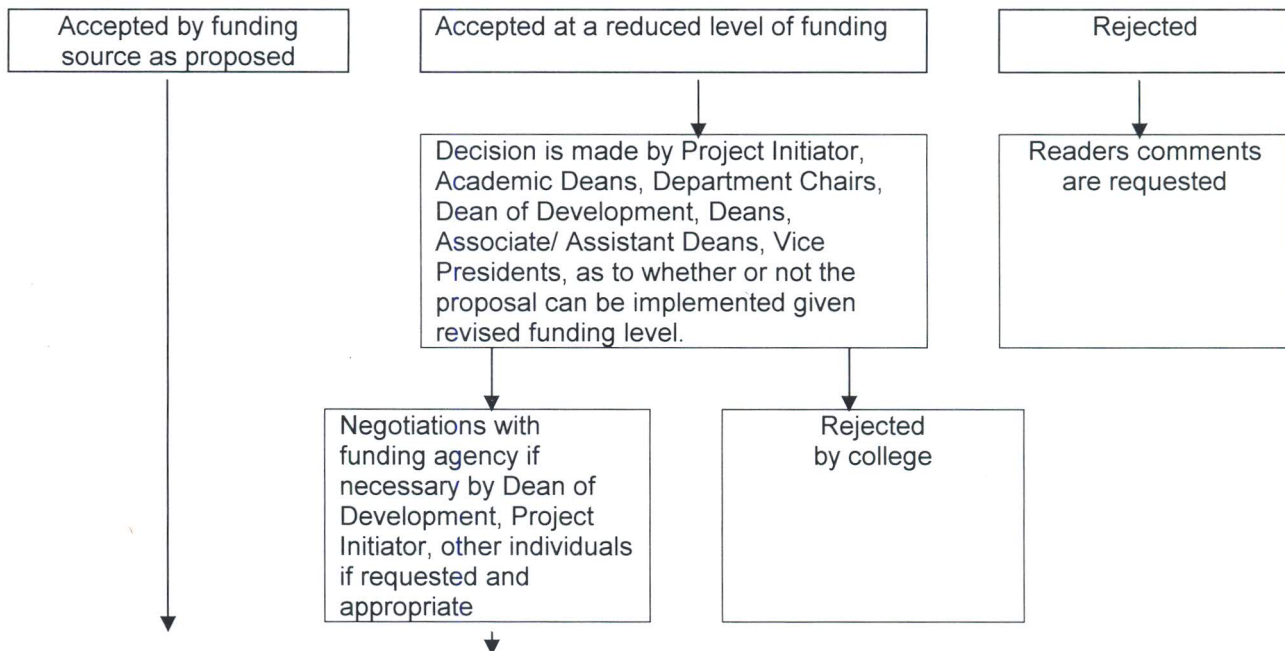 Accepted by funding
source as proposed
Accepted at a reduced level of funding
Rejected
Decision is made by Project Initiator,
Academic Deans, Department Chairs,
Dean of Development, Deans,
Associate/ Assistant Deans, Vice
Presidents, as to whether or not the
proposal can be implemented given
revised funding level.
Readers comments
are requested
Negotiations with
funding agency if
necessary by Dean of
Development, Project
Initiator, other individuals
if requested and
appropriate
Rejected
by college